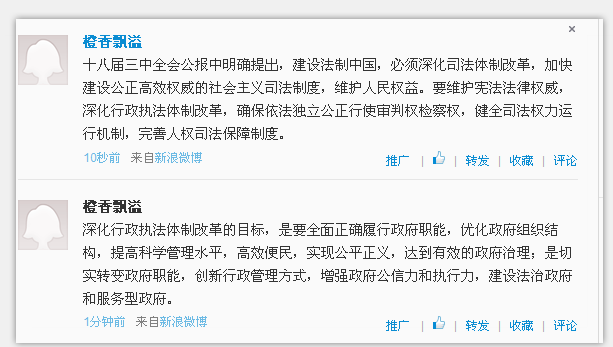 橙香飘溢
十八届三中全会公报中明确提出，建设法制中国，必须深化司法体制改革，加快
建设公正高效权威的社会主义司法制度，维护人民权益。要维护宪法法律权威，
深化行政执法体制改革，确保依法独立公正行使审判权检察权，健全司法权力运
行机制，完善人权司法保障制度。
10秒前 来自新浪微博 推广 | | 转发 | 收藏 | 评论
橙香飘溢
深化行政执法体制改革的目标，是要全面正确履行政府职能，优化政府组织结
构，提高科学管理水平，高效便民，实现公平正义，达到有效的政府治理；是切
实转变政府职能，创新行政管理方式，增强政府公信力和执行力，建设法治政府
和服务型政府。
1分钟前 来自新浪微博 推广 | | 转发 | 收藏 | 评论